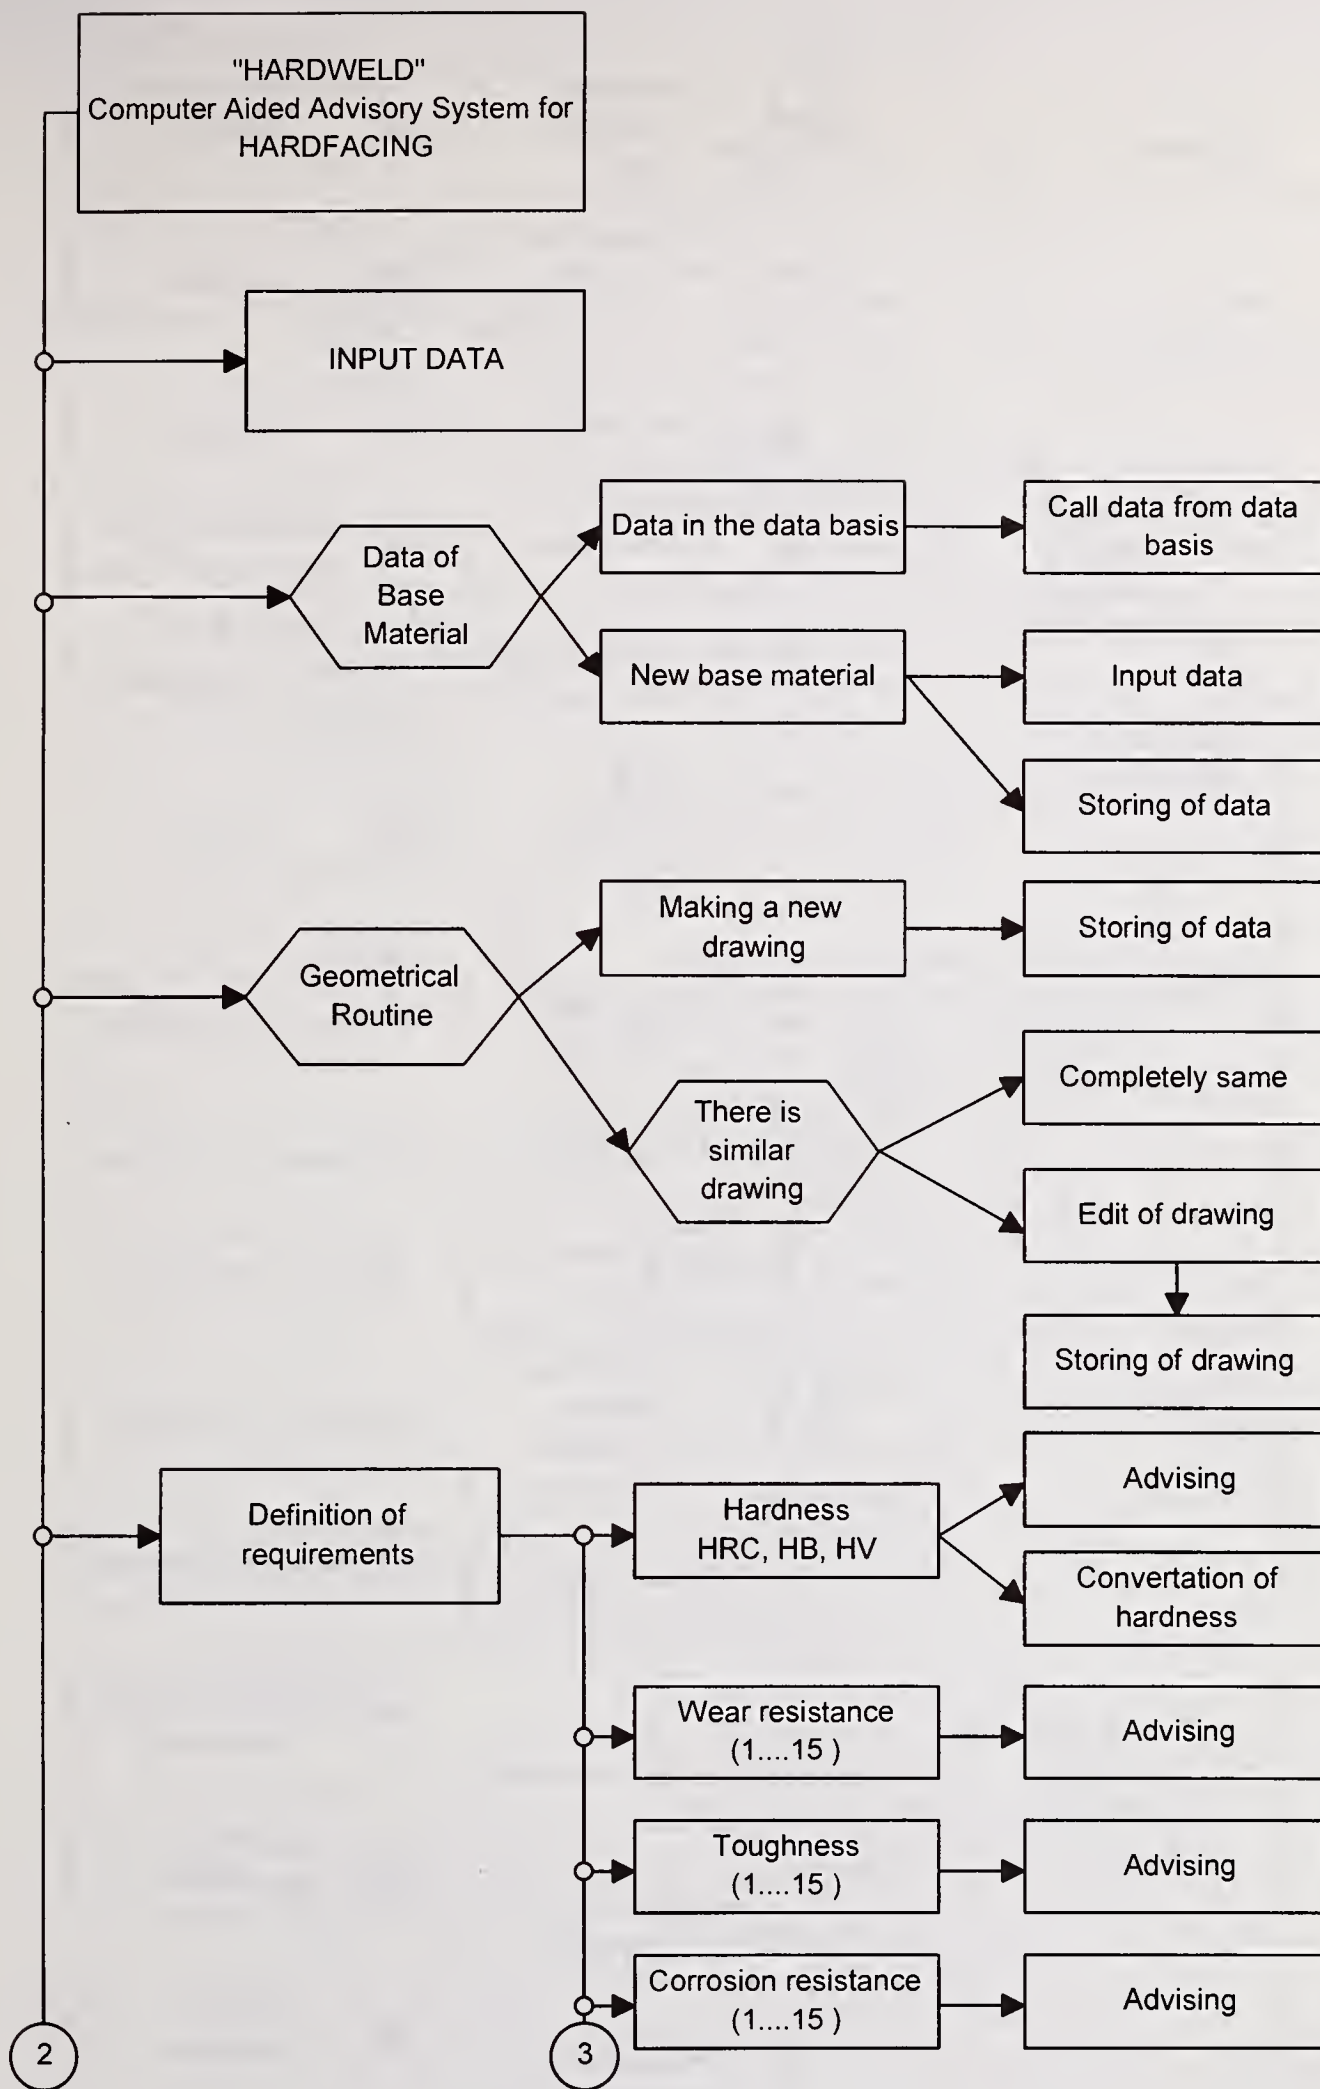 "HARDWELD"
Computer Aided Advisory System for
HARDFACING
INPUT DATA
Data of
Base
Material
Data in the data basis
Call data from data
basis
New base material
Input data
Storing of data
Geometrical
Routine
Making a new
drawing
Storing of data
There is
similar
drawing
Completely same
Edit of drawing
Storing of drawing
Definition of
requirements
Hardness
HRC, HB, HV
Advising
Convertation of
hardness
Wear resistance
(1....15 )
Advising
Toughness
(1....15 )
Advising
Corrosion resistance
(1....15 )
Advising
2
3